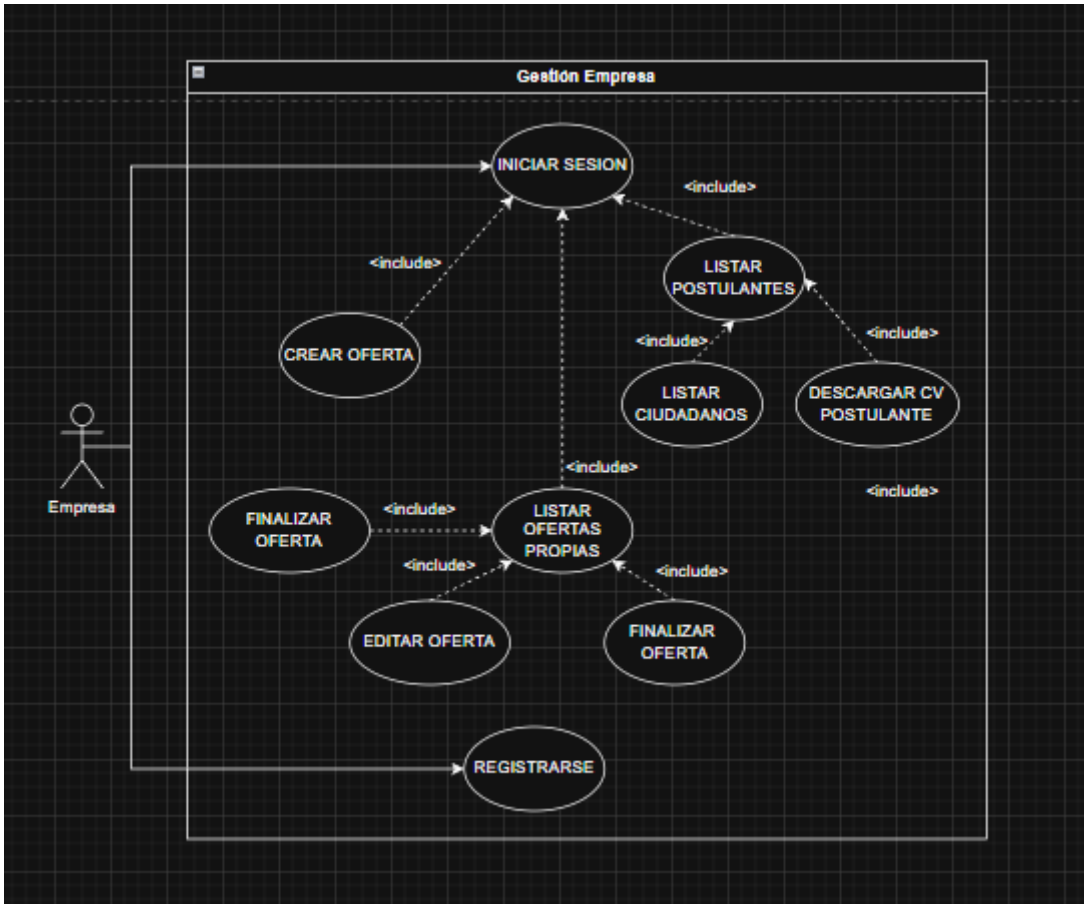 Gestión Empresa
INICIAR SESION
<include>
LISTAR
POSTULANTES
<include>
CREAR OFERTA
<include>
<include>
LISTAR
CIUDADANOS
DESCARGAR CV
POSTULANTE
Empresa
<include>
<include>
FINALIZAR
OFERTA
<include>
LISTAR
OFERTAS
PROPIAS
<include>
<include>
EDITAR OFERTA
FINALIZAR
OFERTA
REGISTRARSE